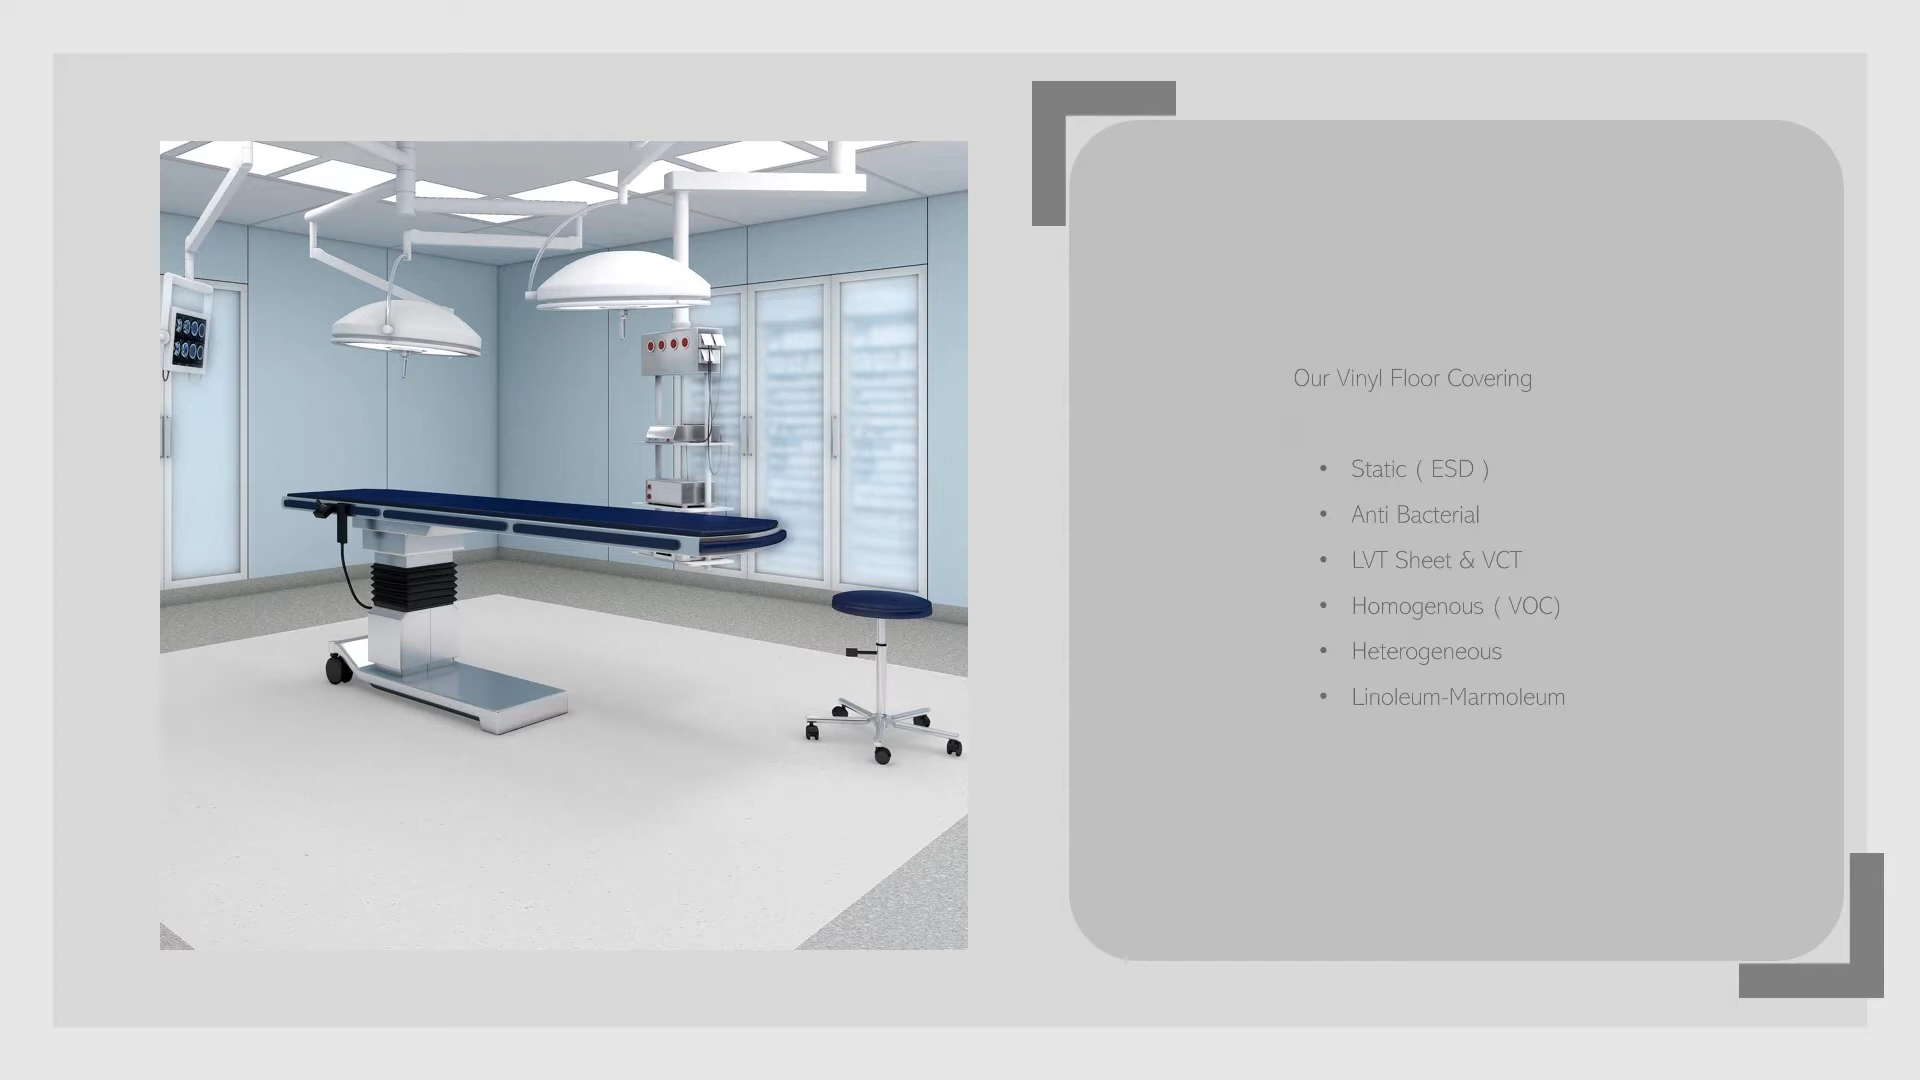 Our Vinyl Floor Covering
• Static ( ESD )
• Anti Bacterial
• LVT Sheet & VCT
• Homogenous ( VOC)
• Heterogeneous
• Linoleum-Marmoleum